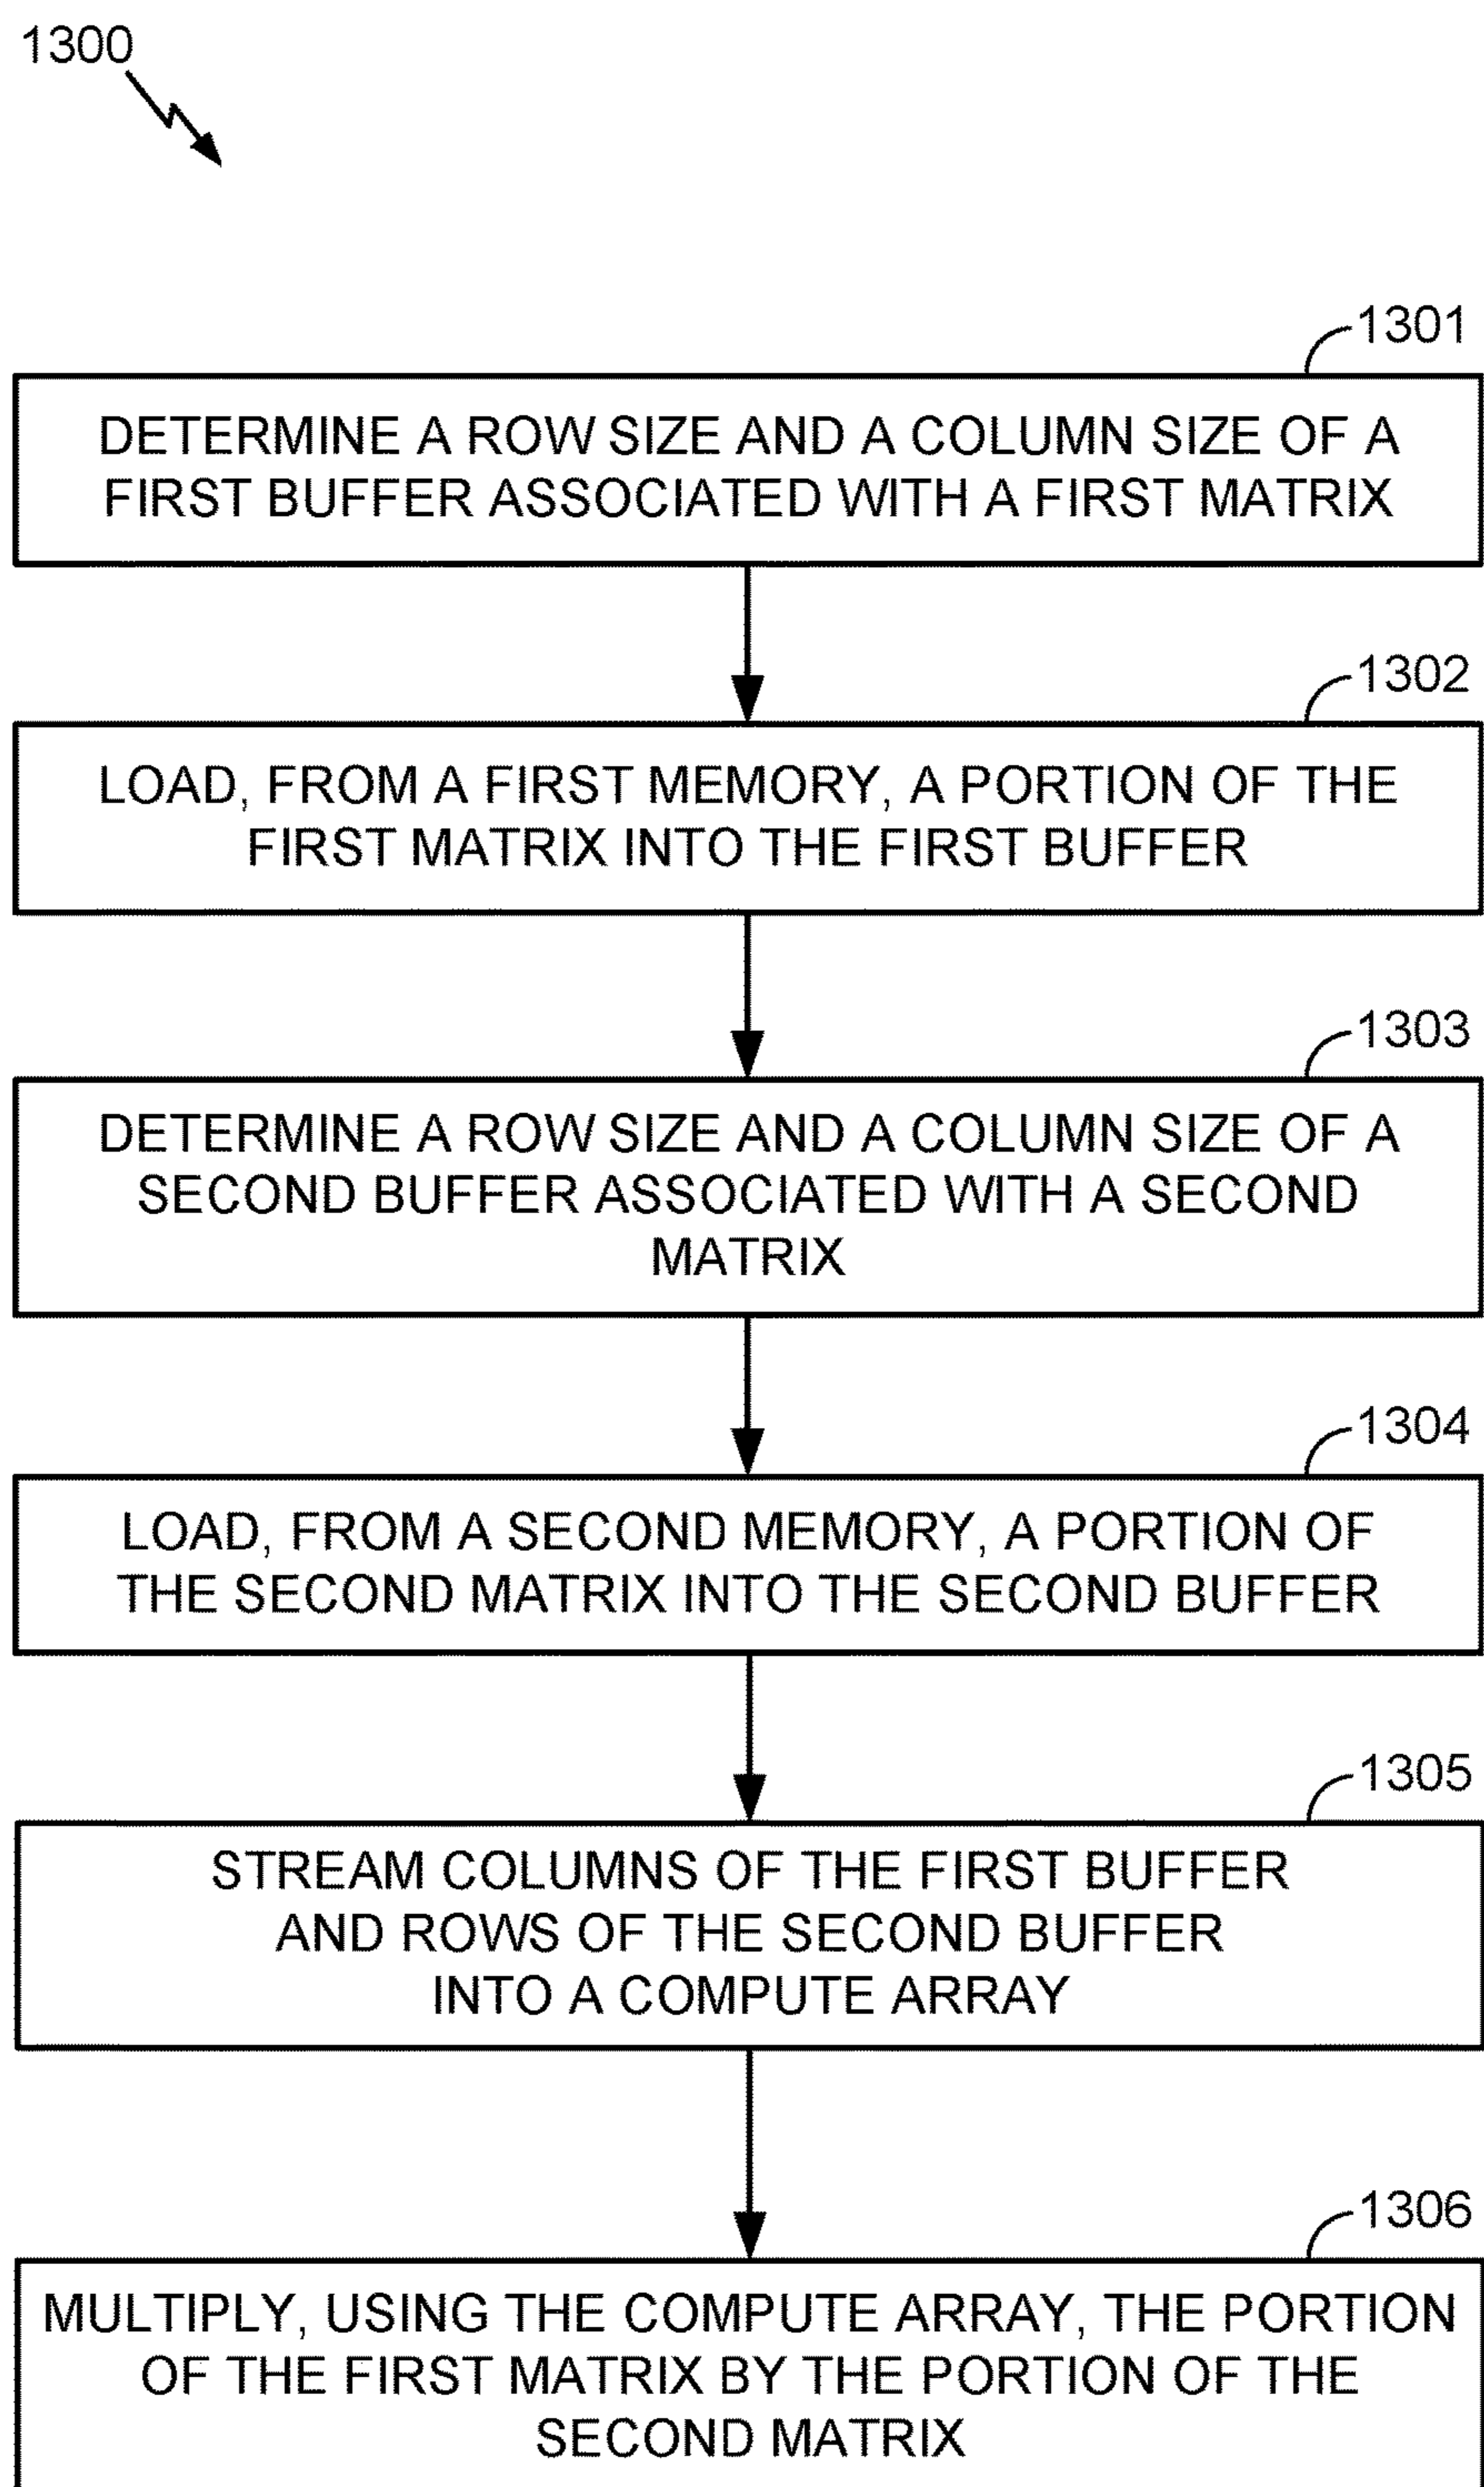 1300
1301
DETERMINE A ROW SIZE AND A COLUMN SIZE OF A
FIRST BUFFER ASSOCIATED WITH A FIRST MATRIX
1302
LOAD, FROM A FIRST MEMORY, A PORTION OF THE
FIRST MATRIX INTO THE FIRST BUFFER
1303
DETERMINE A ROW SIZE AND A COLUMN SIZE OF A
SECOND BUFFER ASSOCIATED WITH A SECOND
MATRIX
1304
LOAD, FROM A SECOND MEMORY, A PORTION OF
THE SECOND MATRIX INTO THE SECOND BUFFER
1305
STREAM COLUMNS OF THE FIRST BUFFER
AND ROWS OF THE SECOND BUFFER
INTO A COMPUTE ARRAY
1306
MULTIPLY, USING THE COMPUTE ARRAY, THE PORTION
OF THE FIRST MATRIX BY THE PORTION OF THE
SECOND MATRIX